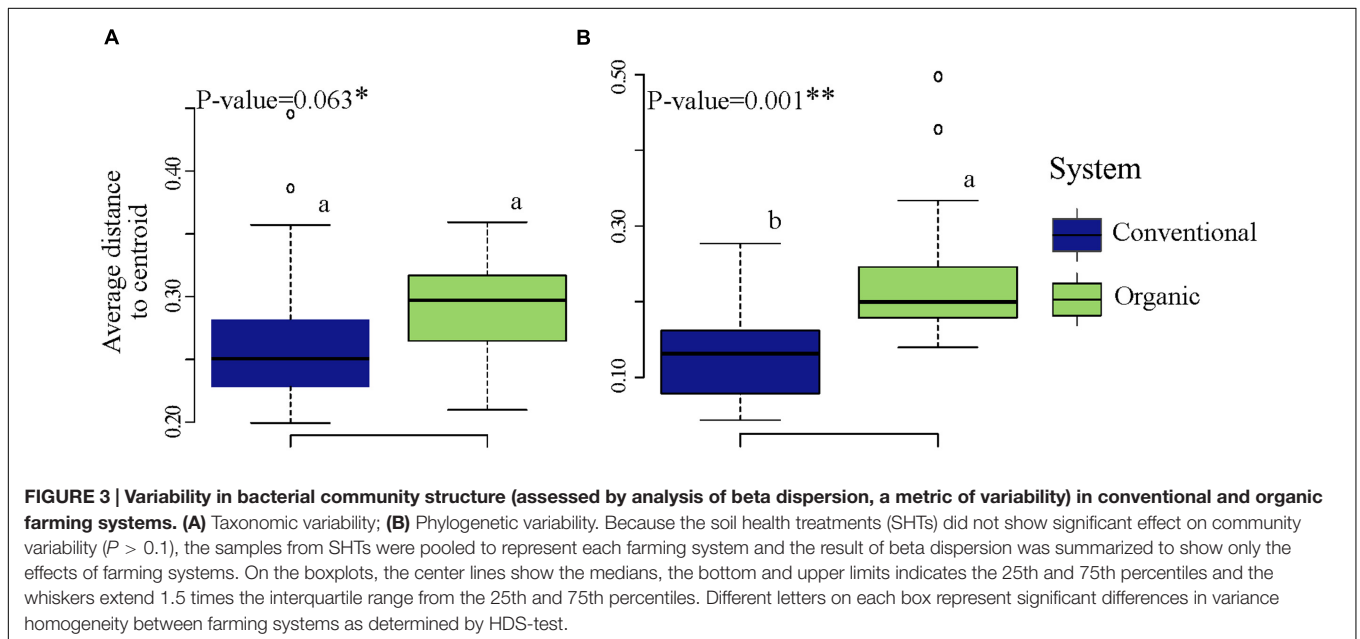 A
B
P-value=0.063*
P-value=0.001**
Average distance
to centroid
0.20
0.30
0.40
a
a
0.10
0.30
0.50
b
a
System
Conventional
Organic
FIGURE 3 | Variability in bacterial community structure (assessed by analysis of beta dispersion, a metric of variability) in conventional and organic
farming systems. (A) Taxonomic variability; (B) Phylogenetic variability. Because the soil health treatments (SHTs) did not show significant effect on community
variability (P > 0.1), the samples from SHTs were pooled to represent each farming system and the result of beta dispersion was summarized to show only the
effects of farming systems. On the boxplots, the center lines show the medians, the bottom and upper limits indicates the 25th and 75th percentiles and the
whiskers extend 1.5 times the interquartile range from the 25th and 75th percentiles. Different letters on each box represent significant differences in variance
homogeneity between farming systems as determined by HDS-test.